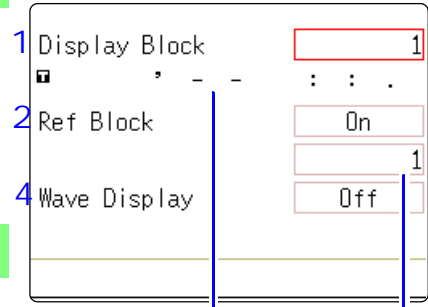 1 Display Block 1
T ' - - : : .
2 Ref Block On
1
4 Wave Display Off